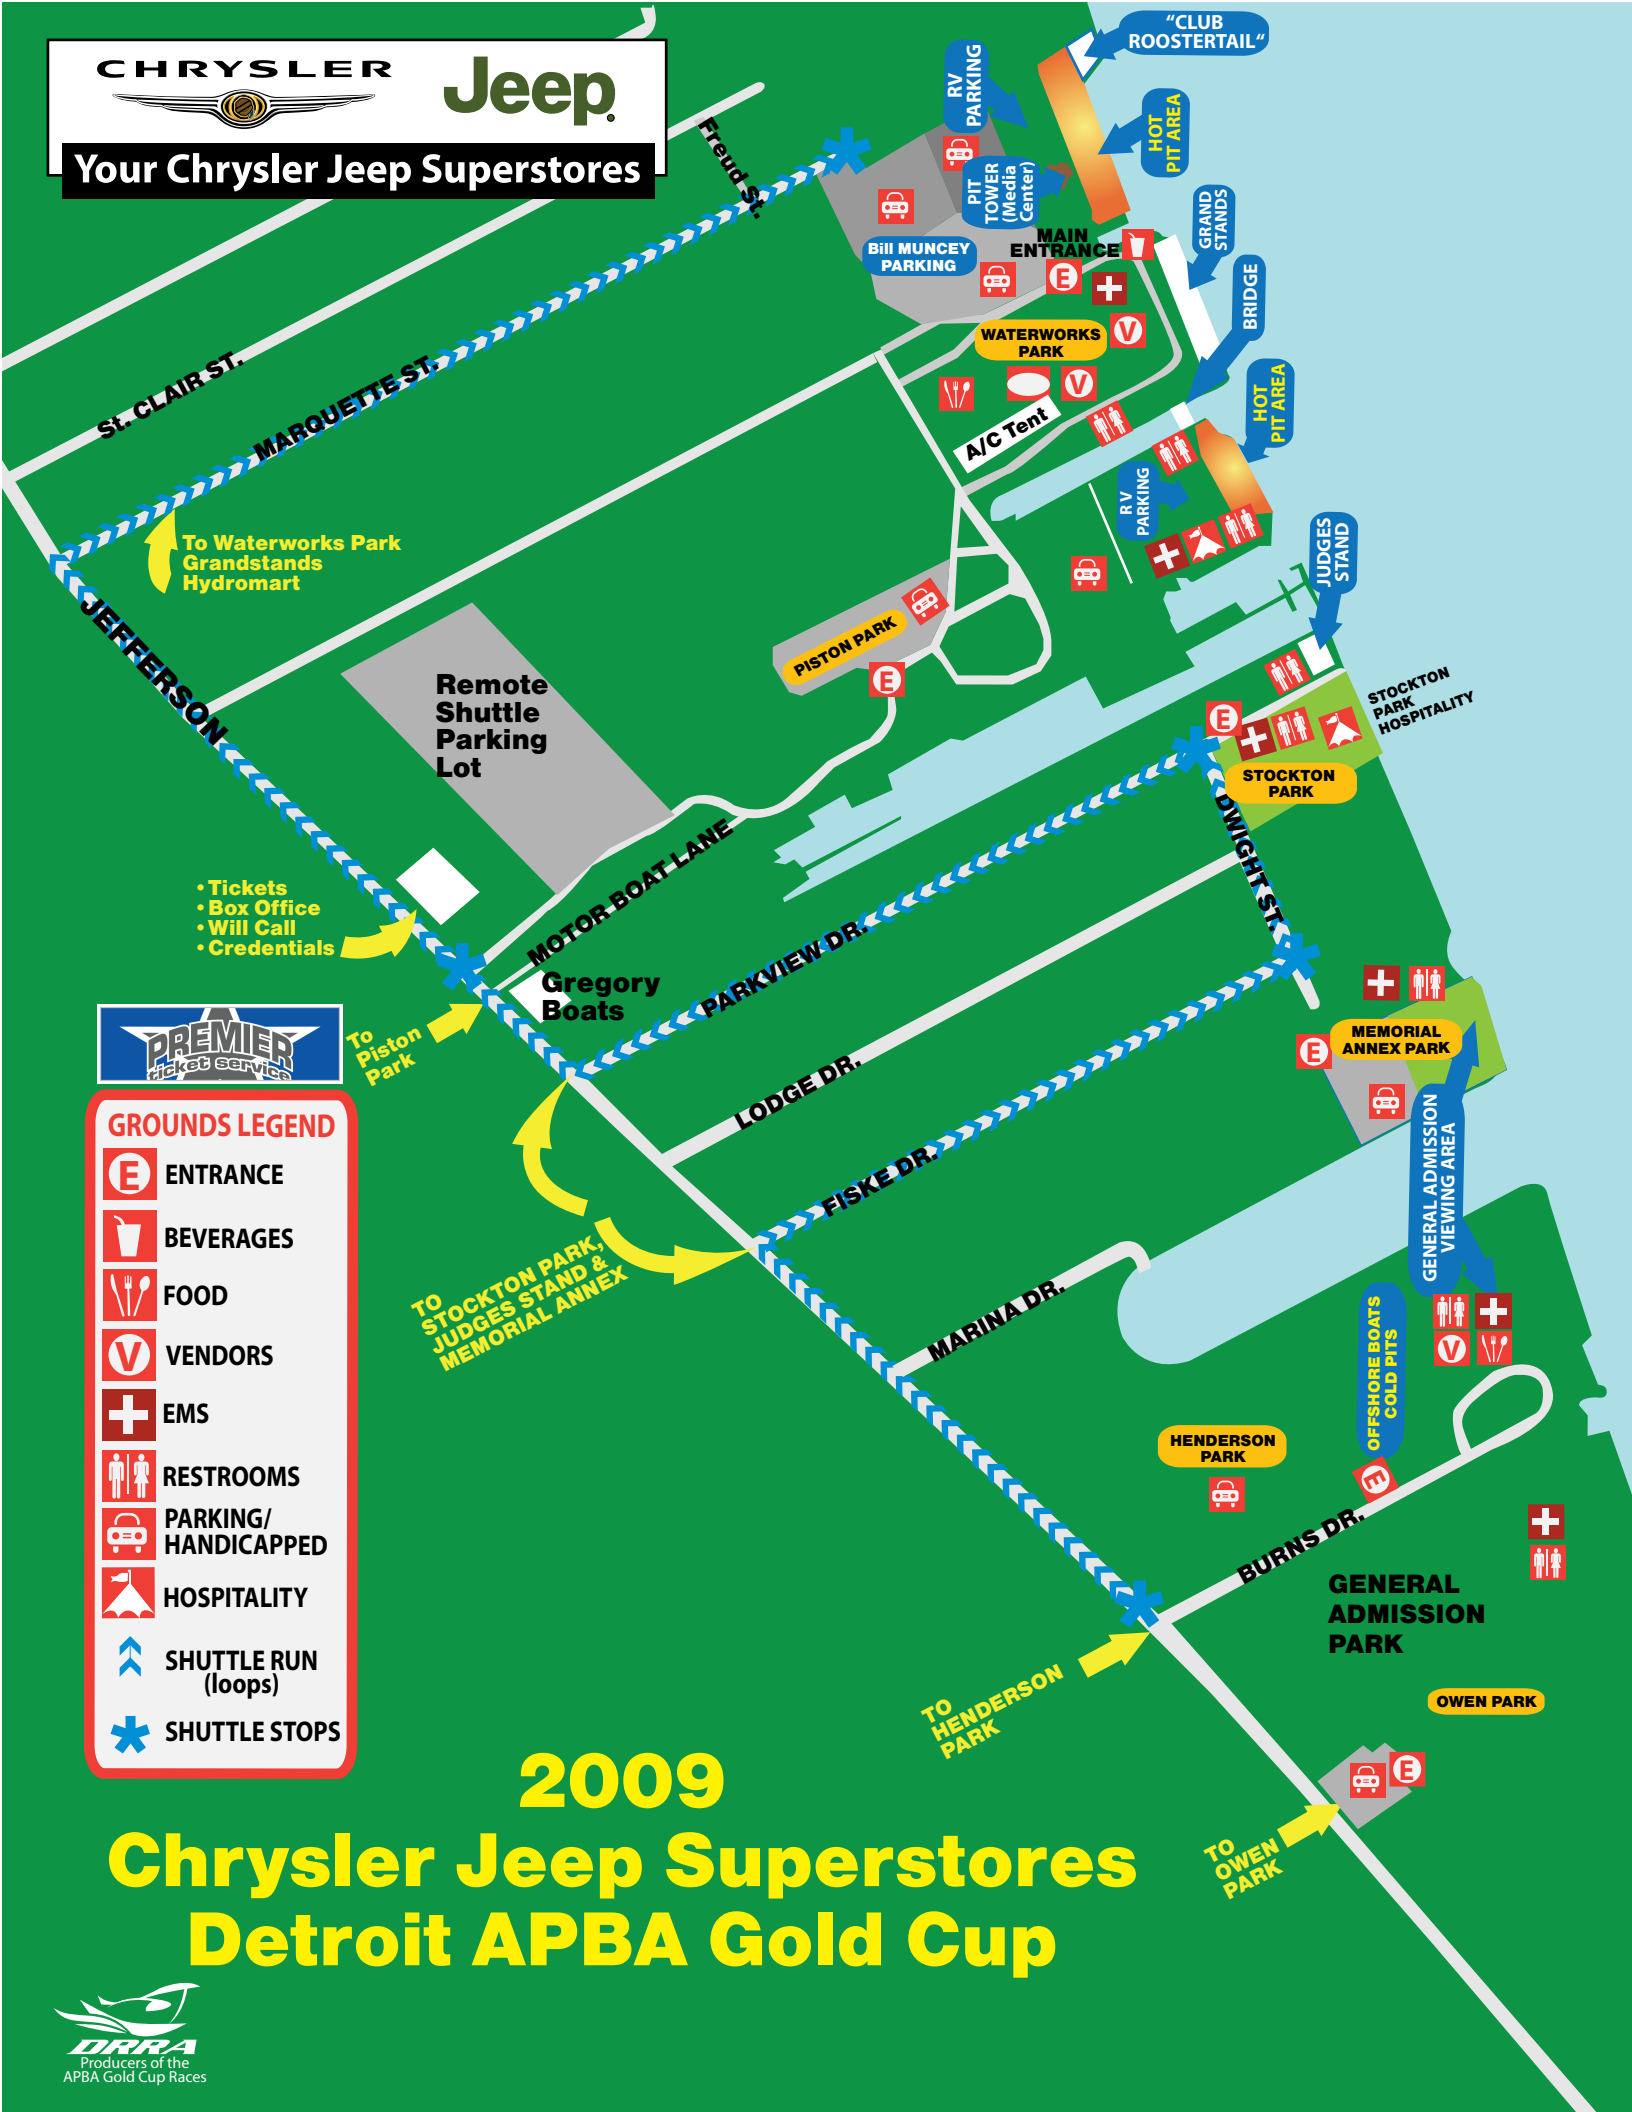 CHRYSLER
Jeep
Your Chrysler Jeep Superstores
"CLUB
ROOSTERTAIL"
RV
PARKING
HOT
PIT AREA
Freud St.
PIT
TOWER
(Media
Center)
GRAND
STANDS
MAIN
ENTRANCE
Bill MUNCEY
PARKING
E
BRIDGE
WATERWORKS
PARK
V
V
HOT
PIT AREA
St. CLAIR ST.
MARQUETTE ST.
A/C Tent
RV
PARKING
JUDGES
STAND
To Waterworks Park
Grandstands
Hydromart
JEFFERSON
PISTON PARK
E
Remote
Shuttle
Parking
Lot
STOCKTON
PARK
HOSPITALITY
E
STOCKTON
PARK
DWIGHT ST.
MOTOR BOAT LANE
• Tickets
• Box Office
• Will Call
• Credentials
PARKVIEW DR.
Gregory
Boats
To
Piston
Park
MEMORIAL
ANNEX PARK
E
LODGE DR.
FISKE DR.
GENERAL ADMISSION
VIEWING AREA
TO
STOCKTON PARK,
JUDGES STAND &
MEMORIAL ANNEX
MARINA DR.
OFFSHORE BOATS
COLD PITS
V
HENDERSON
PARK
E
BURNS DR.
GENERAL
ADMISSION
PARK
TO
HENDERSON
PARK
OWEN PARK
E
TO
OWEN
PARK
PREMIER
ticket service
GROUNDS LEGEND
E ENTRANCE
BEVERAGES
FOOD
V VENDORS
EMS
RESTROOMS
PARKING/
HANDICAPPED
HOSPITALITY
SHUTTLE RUN
(loops)
SHUTTLE STOPS
2009
Chrysler Jeep Superstores
Detroit APBA Gold Cup
DRRA
Producers of the
APBA Gold Cup Races